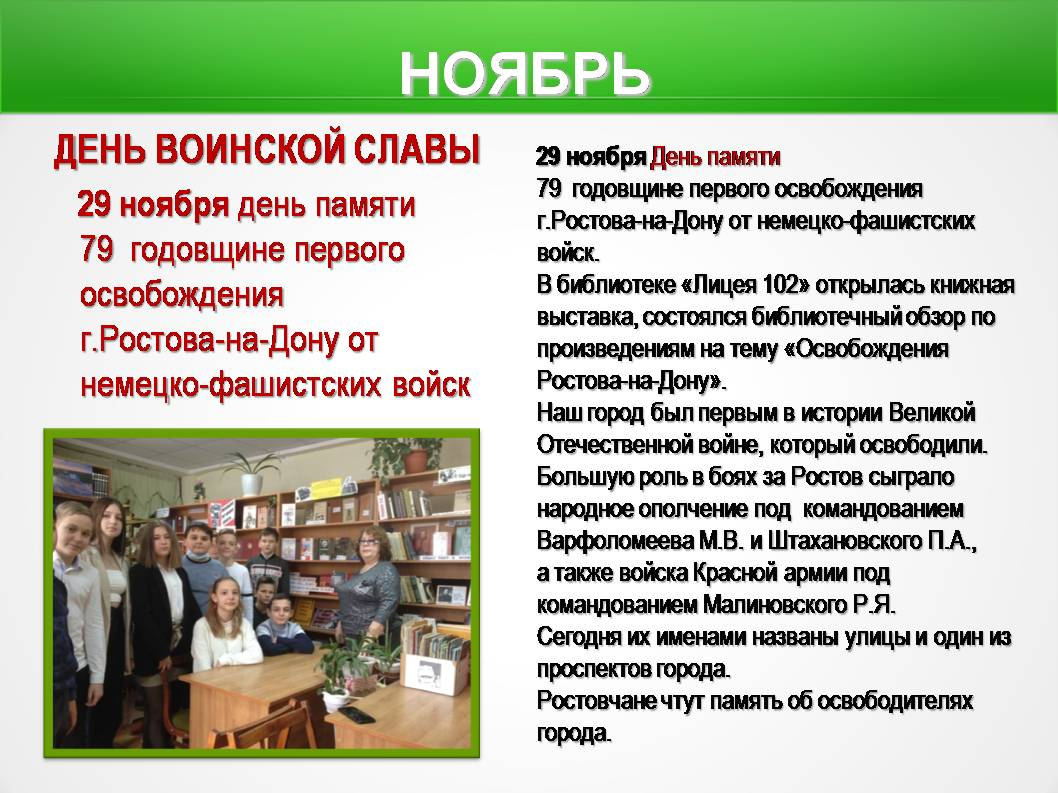 НОЯБРЬ
ДЕНЬ ВОИНСКОЙ СЛАВЫ
29 ноября день памяти
79 годовщине первого
освобождения
г.Ростова-на-Дону от
немецко-фашистских войск
29 ноября День памяти
79 годовщине первого освобождения
г.Ростова-на-Дону от немецко-фашистских
войск.
В библиотеке «Лицея 102» открылась книжная
выставка, состоялся библиотечный обзор по
произведениям на тему «Освобождения
Ростова-на-Дону».
Наш город был первым в истории Великой
Отечественной войне, который освободили.
Большую роль в боях за Ростов сыграло
народное ополчение под командованием
Варфоломеева М.В. и Штахановского П.А.,
а также войска Красной армии под
командованием Малиновского Р.Я.
Сегодня их именами названы улицы и один из
проспектов города.
Ростовчане чтут память об освободителях
города.